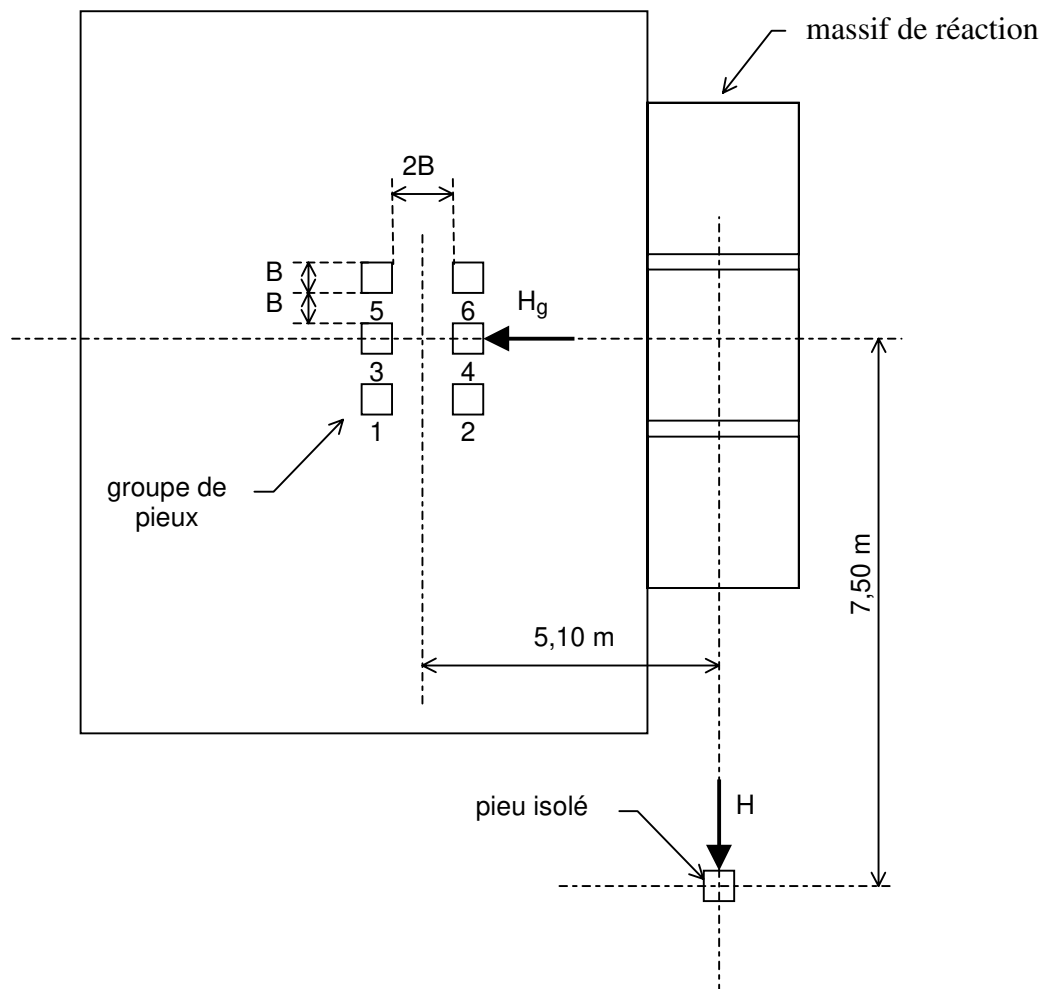 massif de réaction
2B
B
B
H_g
5
6
3
4
1
2
groupe de
pieux
7,50 m
5,10 m
pieu isolé
H